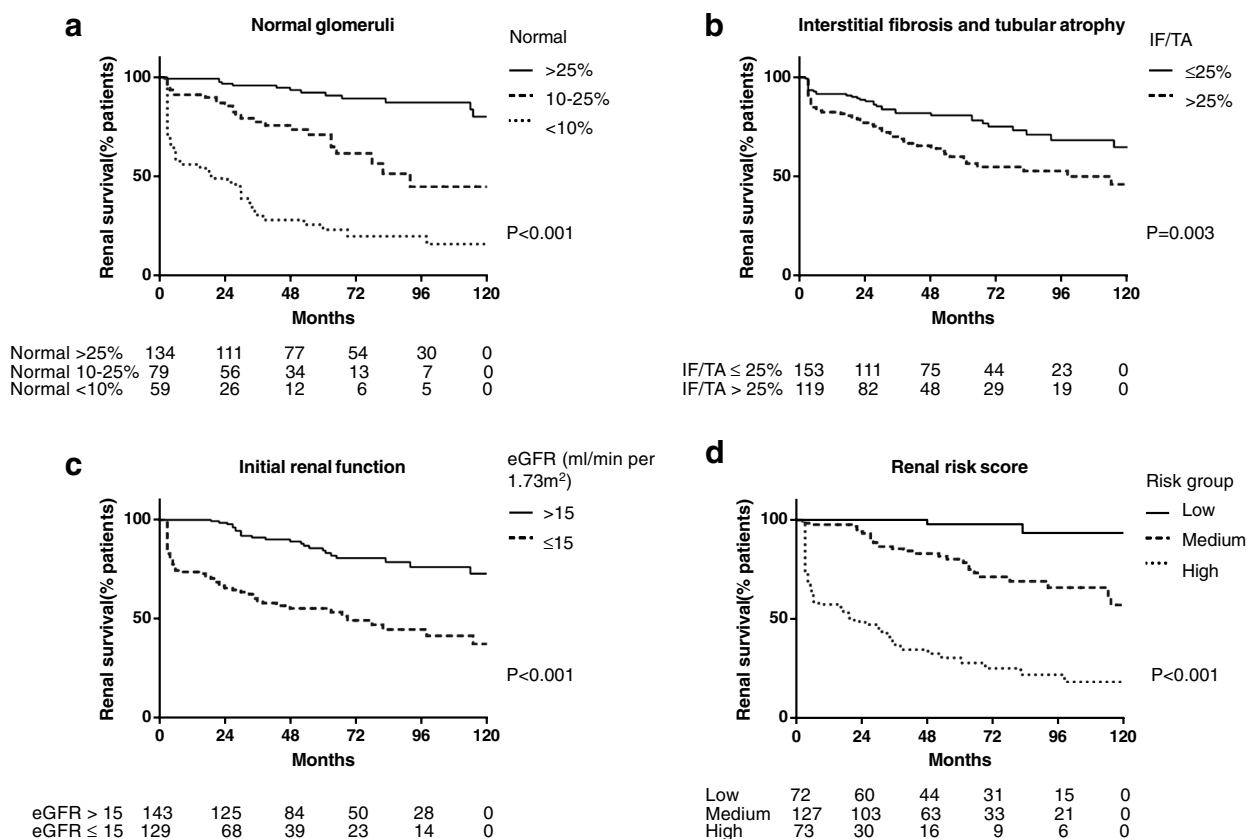 a
Normal glomeruli
Normal
>25%
10-25%
<10%
Renal survival(% patients)
100
50
0
0 24 48 72 96 120
Months
P<0.001
Normal >25% 134 111 77 54 30 0
Normal 10-25% 79 56 34 13 7 0
Normal <10% 59 26 12 6 5 0
b
Interstitial fibrosis and tubular atrophy
IF/TA
≤25%
>25%
Renal survival(% patients)
100
50
0
0 24 48 72 96 120
Months
P=0.003
IF/TA ≤ 25% 153 111 75 44 23 0
IF/TA > 25% 119 82 48 29 19 0
c
Initial renal function
eGFR (ml/min per
1.73m²)
>15
≤15
Renal survival(% patients)
100
50
0
0 24 48 72 96 120
Months
P<0.001
eGFR > 15 143 125 84 50 28 0
eGFR ≤ 15 129 68 39 23 14 0
d
Renal risk score
Risk group
Low
Medium
High
Renal survival(% patients)
100
50
0
0 24 48 72 96 120
Months
P<0.001
Low 72 60 44 31 15 0
Medium 127 103 63 33 21 0
High 73 30 16 9 6 0